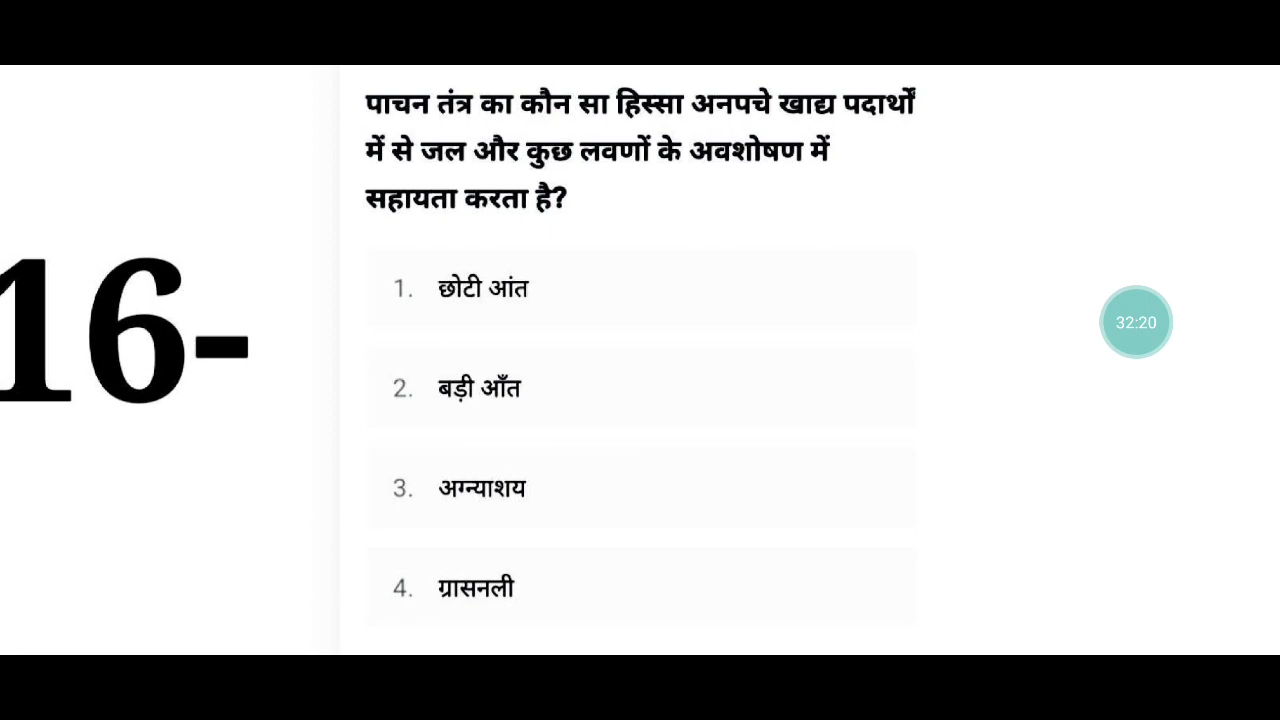 पाचन तंत्र का कौन सा हिस्सा अनपचे खाद्य पदार्थों
में से जल और कुछ लवणों के अवशोषण में
सहायता करता है?
16-
1. छोटी आंत
32:20
2. बड़ी आँत
3. अग्न्याशय
4. ग्रासनली